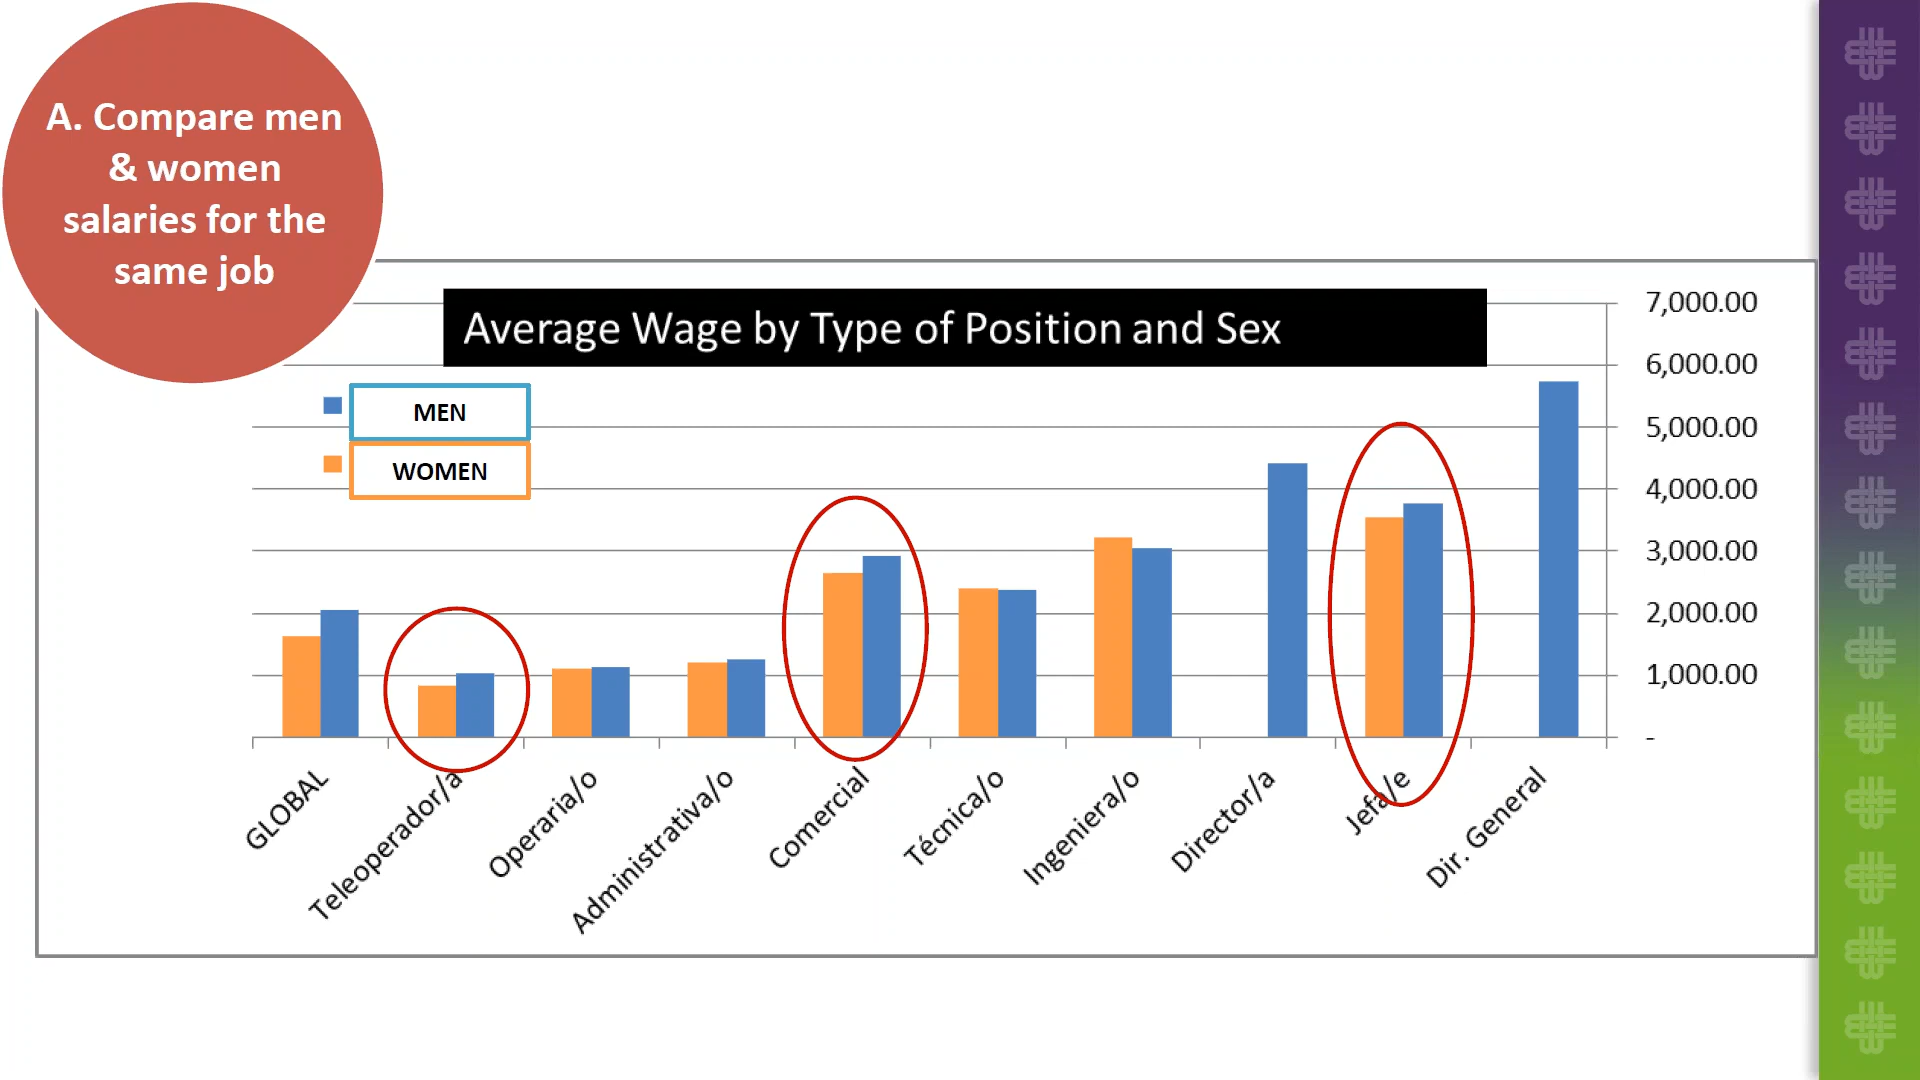 A. Compare men
& women
salaries for the
same job
Average Wage by Type of Position and Sex
MEN
WOMEN
7,000.00
6,000.00
5,000.00
4,000.00
3,000.00
2,000.00
1,000.00
-
GLOBAL
Teleoperador/a
Operaria/o
Administrativa/o
Comercial
Técnica/o
Ingeniera/o
Director/a
Jefa/e
Dir. General